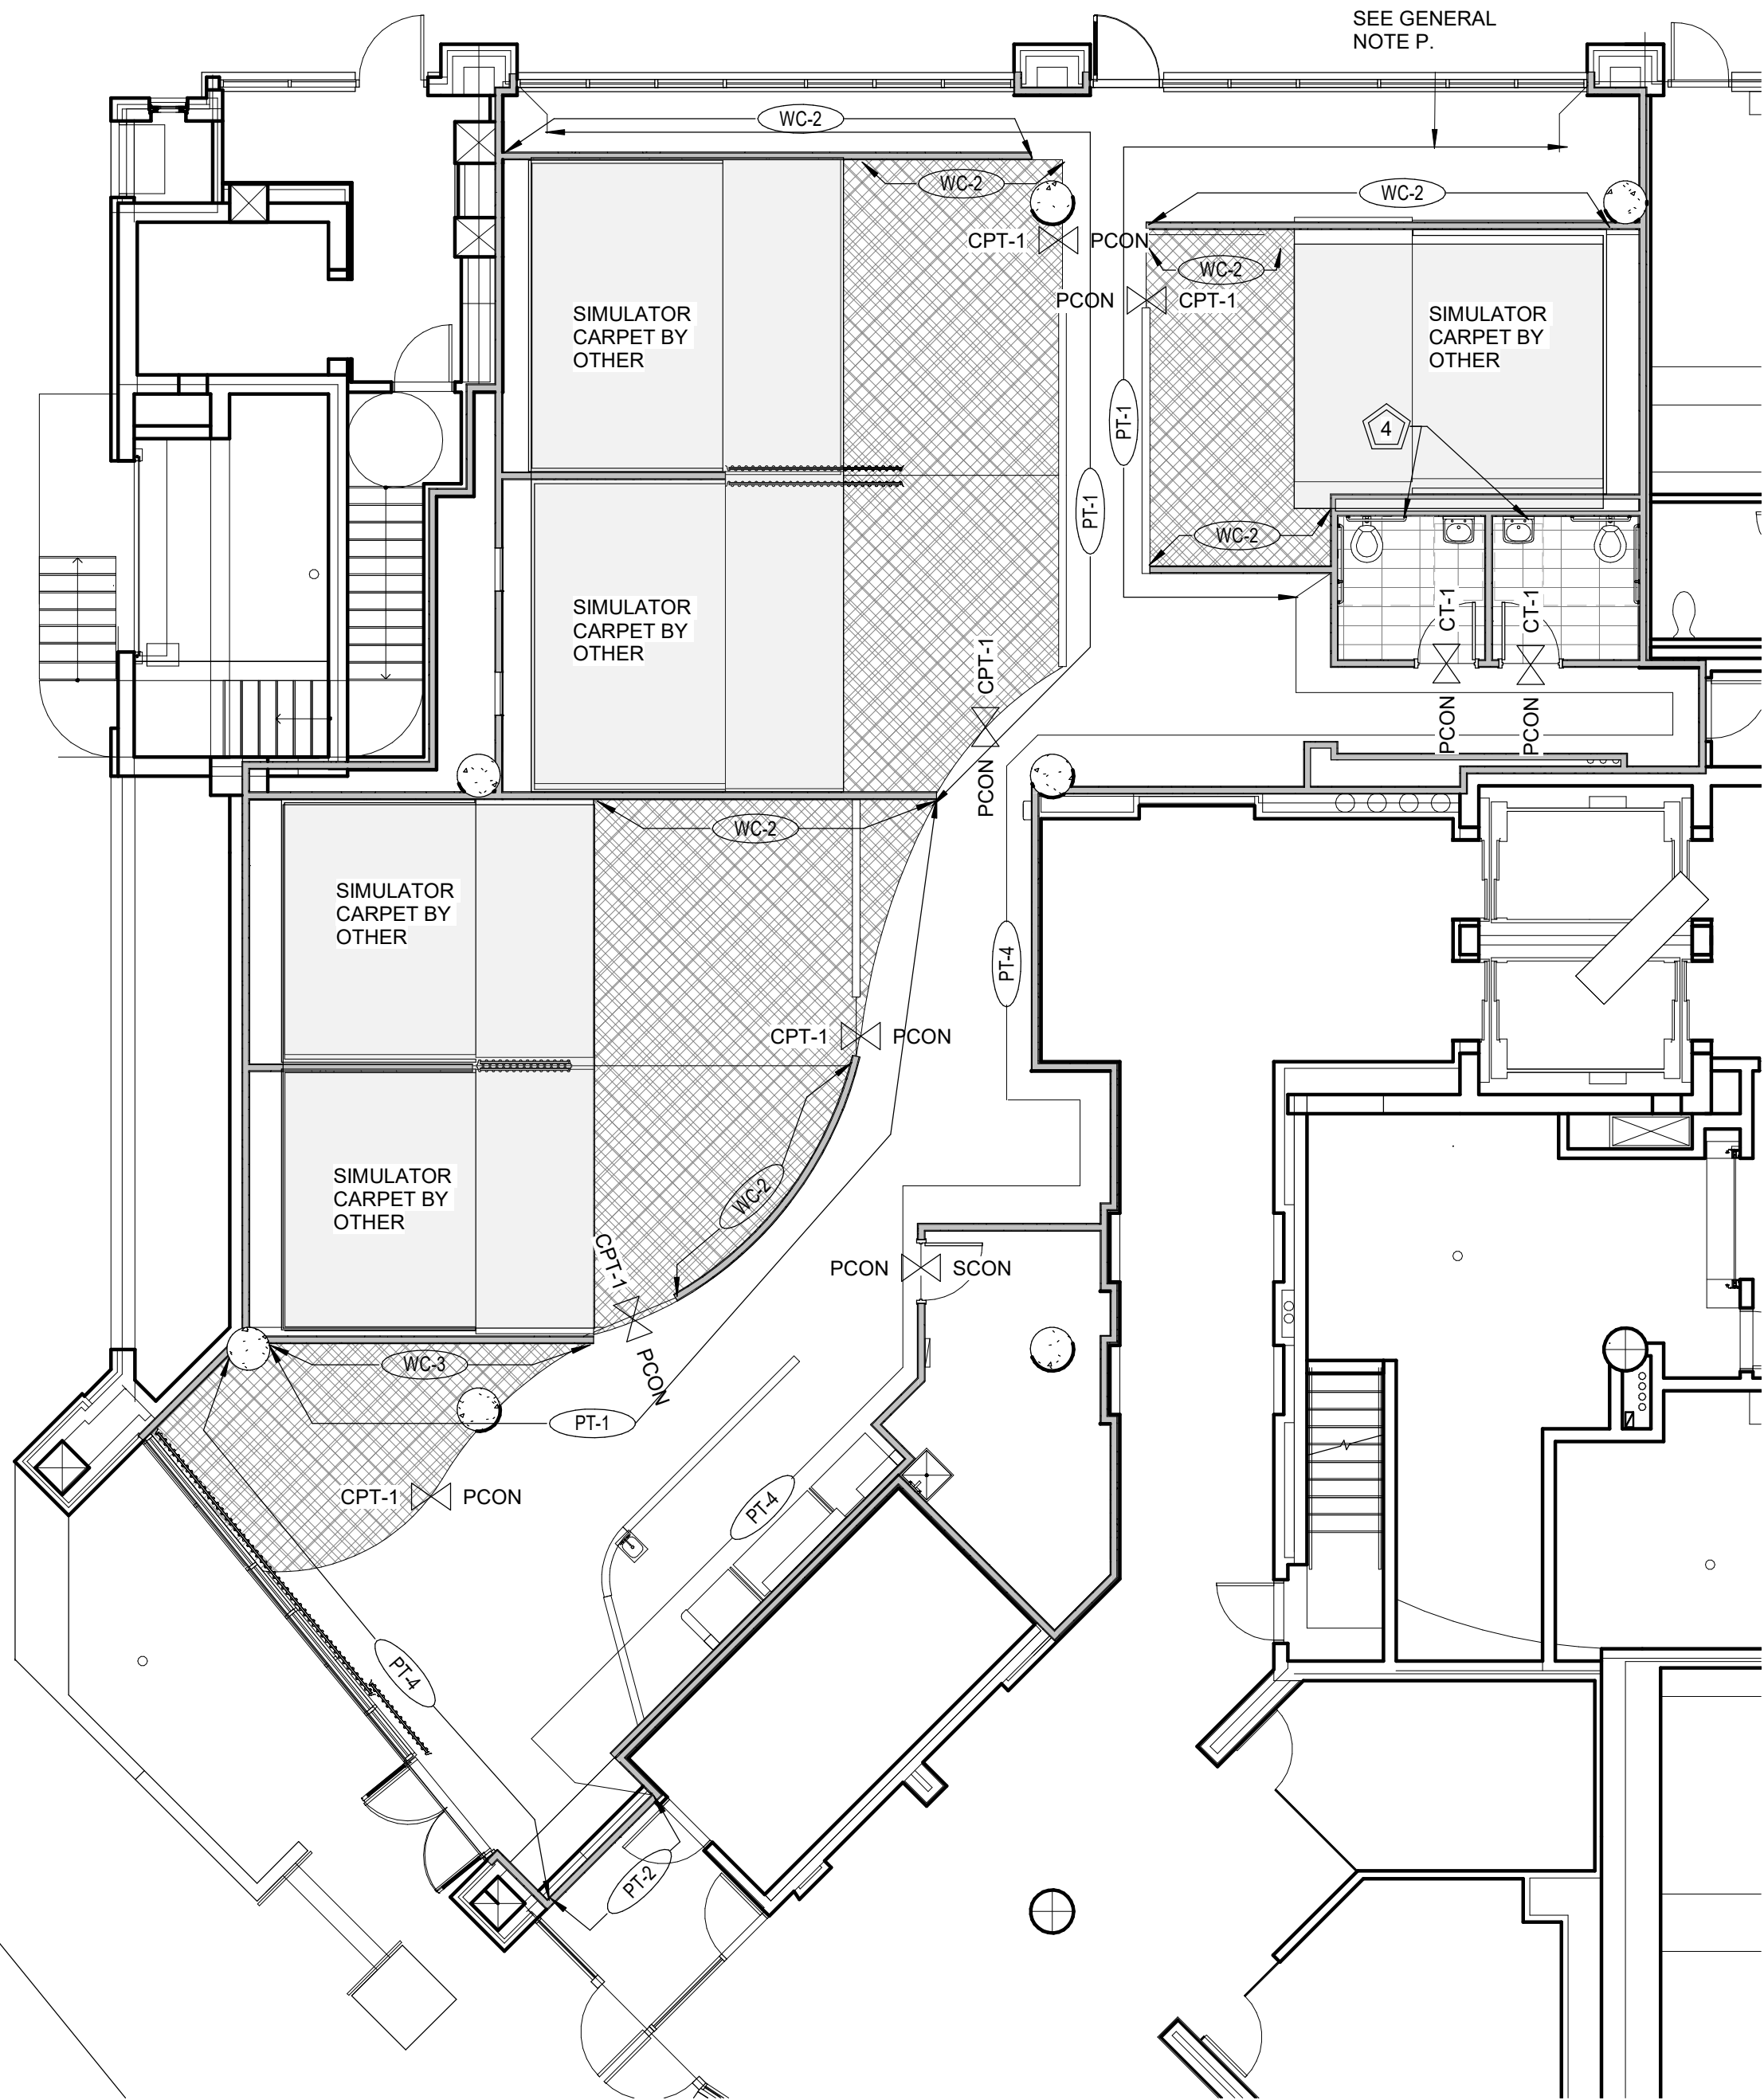 SEE GENERAL
NOTE P.
WC-2
WC-2
WC-2
CPT-1
PCON
WC-2
PCON
CPT-1
SIMULATOR
CARPET BY
OTHER
SIMULATOR
CARPET BY
OTHER
PT-1
4
PT-1
WC-2
SIMULATOR
CARPET BY
OTHER
CT-1
CT-1
CPT-1
PCON
PCON
PCON
WC-2
SIMULATOR
CARPET BY
OTHER
PT-4
CPT-1
PCON
SIMULATOR
CARPET BY
OTHER
WC-2
CPT-1
PCON
PCON
SCON
WC-3
PT-1
CPT-1
PCON
PT-4
PT-4
PT-2